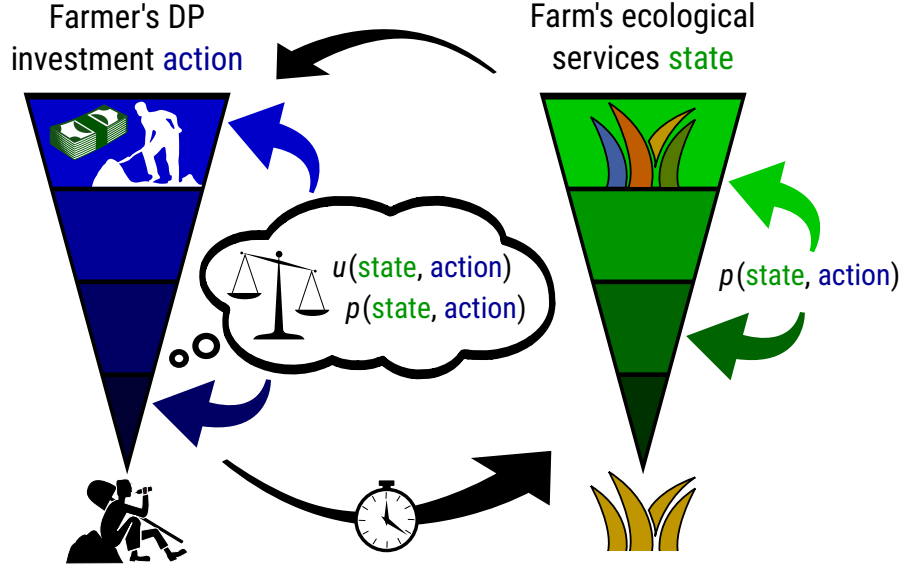 Farmer's DP
investment action
Farm's ecological
services state
u(state, action)
p(state, action)
p(state, action)